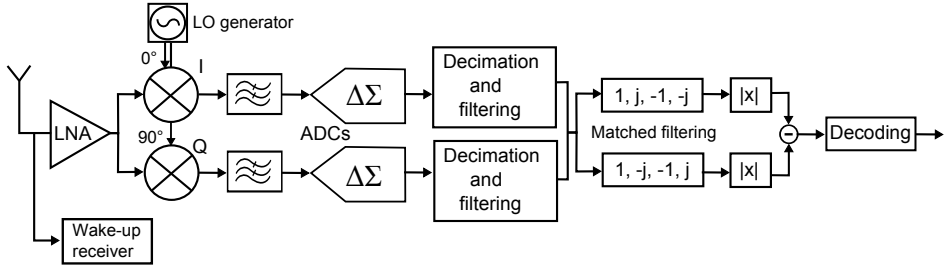 LO generator
0°
I
LNA
ΔΣ
Decimation
and
filtering
1, j, -1, -j
|x|
90°
Q
ADCs
Matched filtering
Decoding
ΔΣ
Decimation
and
filtering
1, -j, -1, j
|x|
Wake-up
receiver